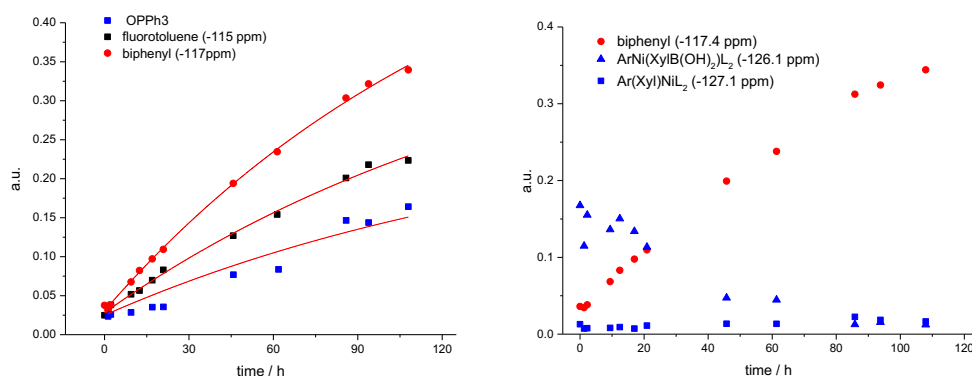 OPPh3
fluorotoluene (-115 ppm)
biphenyl (-117ppm)
0.40
0.35
0.30
0.25
0.20
0.15
0.10
0.05
0.00
a.u.
0 30 60 90 120
time / h
biphenyl (-117.4 ppm)
ArNi(XylB(OH)2)L2 (-126.1 ppm)
Ar(Xyl)NiL2 (-127.1 ppm)
0.4
0.3
0.2
0.1
0.0
a.u.
0 20 40 60 80 100 120
time / h